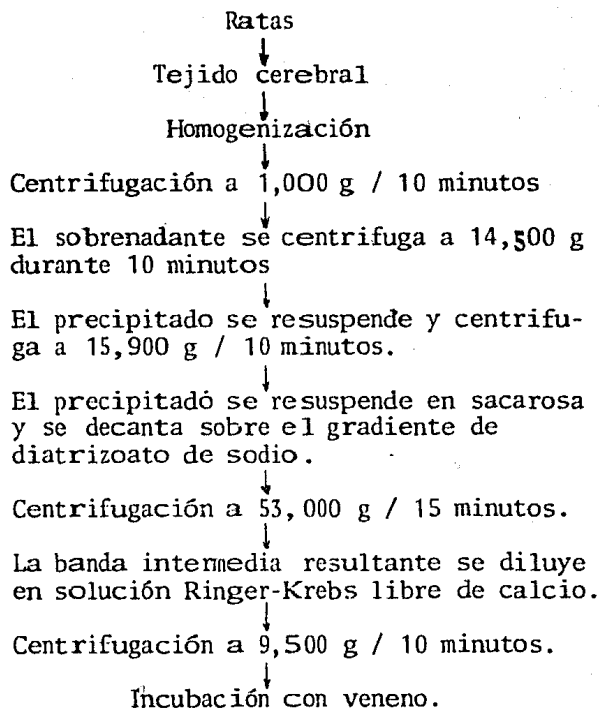 Ratas
Tejido cerebral
Homogenización
Centrifugación a 1,000 g / 10 minutos
El sobrenadante se centrifuga a 14,500 g
durante 10 minutos
El precipitado se resuspende y centrifu-
ga a 15,900 g / 10 minutos.
El precipitado se resuspende en sacarosa
y se decanta sobre el gradiente de
diatrizoato de sodio.
Centrifugación a 53,000 g / 15 minutos.
La banda intermedia resultante se diluye
en solución Ringer-Krebs libre de calcio.
Centrifugación a 9,500 g / 10 minutos.
Incubación con veneno.